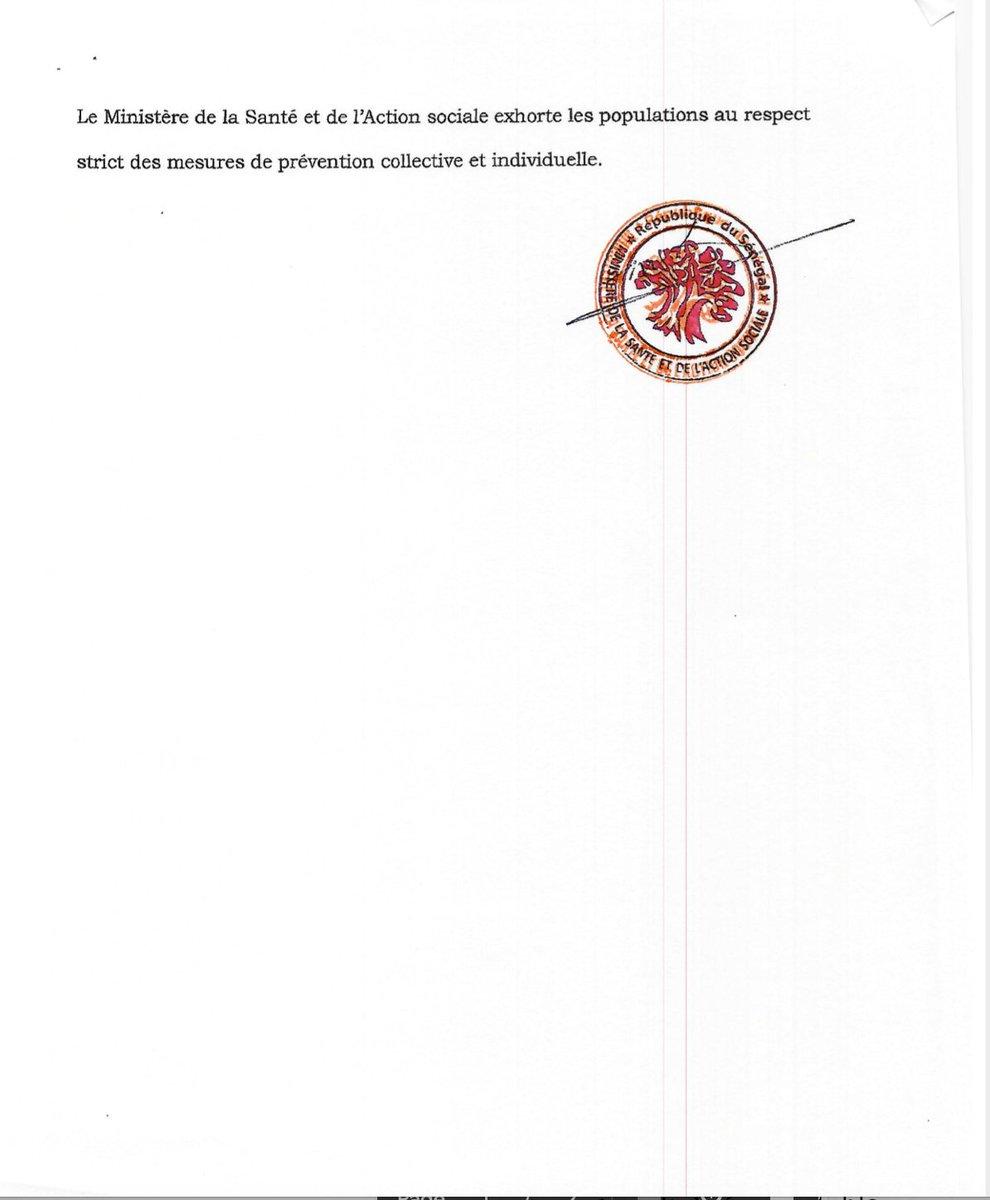 Le Ministère de la Santé et de l'Action sociale exhorte les populations au respect
strict des mesures de prévention collective et individuelle.
★ République du Sénégal ★
MINISTERE DE LA SANTE ET DE L'ACTION SOCIALE